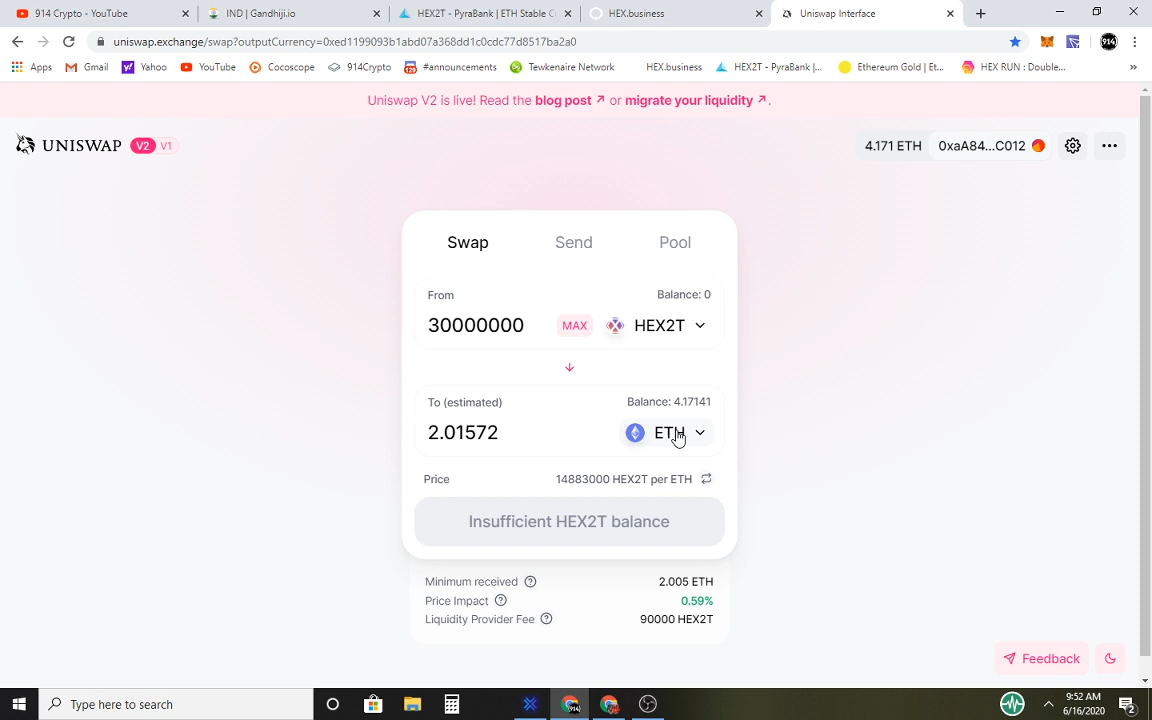 914 Crypto - YouTube
IND | Gandhiji.io
HEX2T - PyraBank | ETH Stable C
HEX.business
Uniswap Interface
uniswap.exchange/swap?outputCurrency=0xed1199093b1abd07a368dd1c0cdc77d8517ba2a0
914
Apps
Gmail
Yahoo
YouTube
Cocoscope
914Crypto
#announcements
Tewkenaire Network
HEX.business
HEX2T - PyraBank |...
Ethereum Gold | Et...
HEX RUN : Double...
»
Uniswap V2 is live! Read the blog post ↗ or migrate your liquidity ↗.
UNISWAP V2 V1
4.171 ETH 0xaA84...C012
Swap Send Pool
From Balance: 0
30000000 MAX HEX2T
To (estimated) Balance: 4.17141
2.01572 ETH
Price 14883000 HEX2T per ETH
Insufficient HEX2T balance
Minimum received ? 2.005 ETH
Price Impact ? 0.59%
Liquidity Provider Fee ? 90000 HEX2T
Feedback
Type here to search
914
9:52 AM
6/16/2020
2